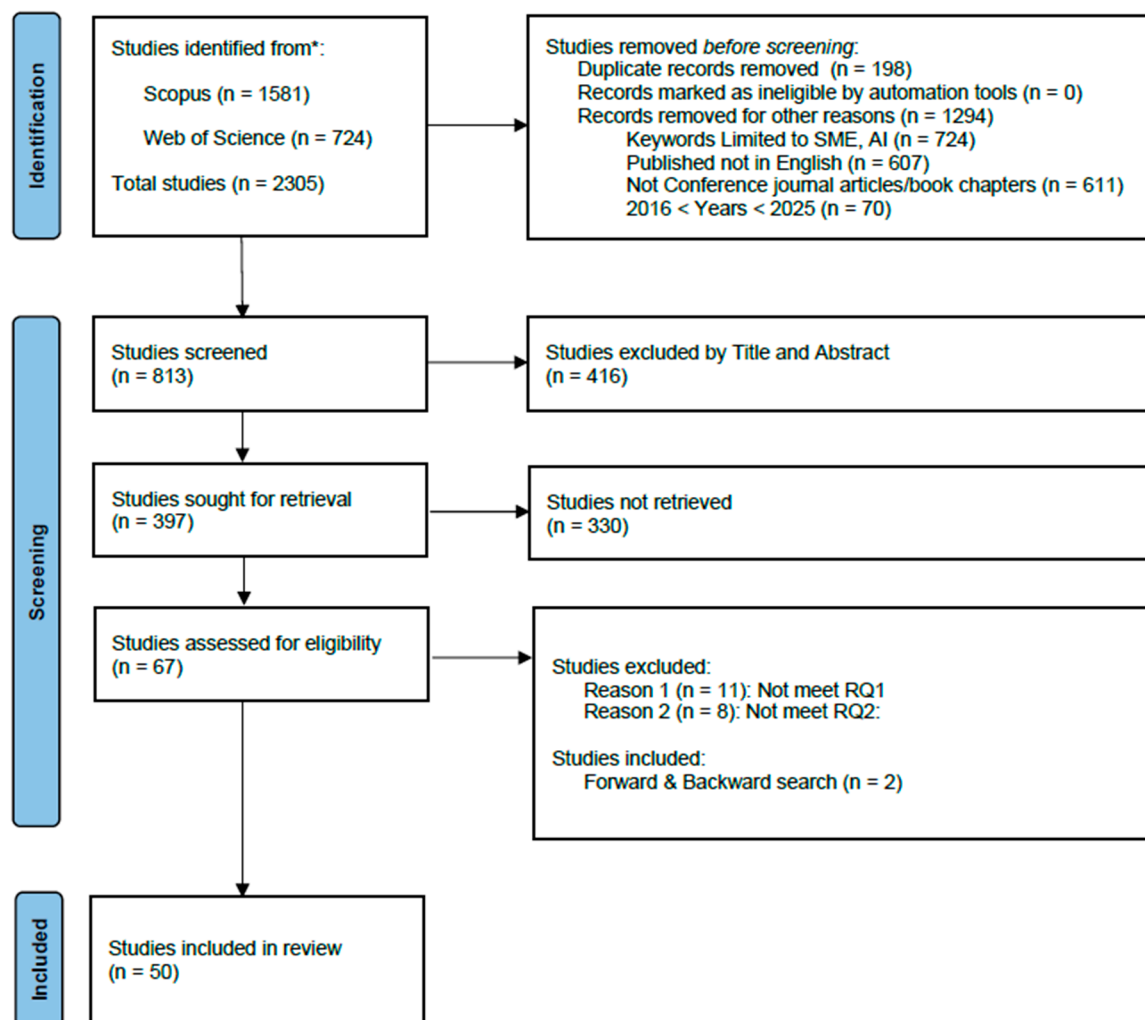 Identification
Studies identified from*:
Scopus (n = 1581)
Web of Science (n = 724)
Total studies (n = 2305)
Studies removed before screening:
Duplicate records removed (n = 198)
Records marked as ineligible by automation tools (n = 0)
Records removed for other reasons (n = 1294)
Keywords Limited to SME, AI (n = 724)
Published not in English (n = 607)
Not Conference journal articles/book chapters (n = 611)
2016 < Years < 2025 (n = 70)
Screening
Studies screened
(n = 813)
Studies excluded by Title and Abstract
(n = 416)
Studies sought for retrieval
(n = 397)
Studies not retrieved
(n = 330)
Studies assessed for eligibility
(n = 67)
Studies excluded:
Reason 1 (n = 11): Not meet RQ1
Reason 2 (n = 8): Not meet RQ2:
Studies included:
Forward & Backward search (n = 2)
Included
Studies included in review
(n = 50)